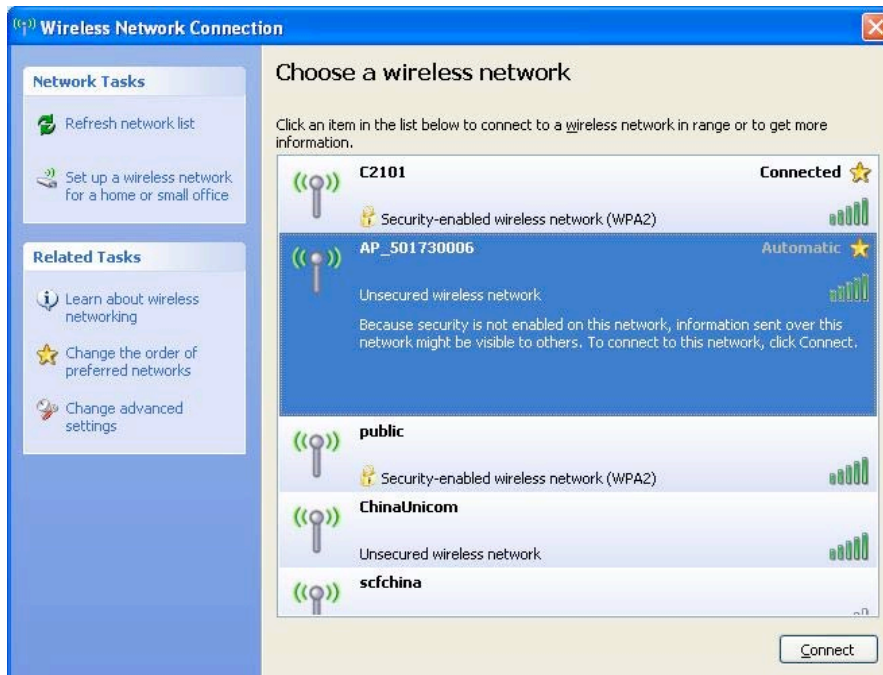 Wireless Network Connection
Network Tasks
Refresh network list
Set up a wireless network
for a home or small office
Related Tasks
Learn about wireless
networking
Change the order of
preferred networks
Change advanced
settings
Choose a wireless network
Click an item in the list below to connect to a wireless network in range or to get more
information.
C2101 Connected
Security-enabled wireless network (WPA2)
AP_501730006 Automatic
Unsecured wireless network
Because security is not enabled on this network, information sent over this
network might be visible to others. To connect to this network, click Connect.
public
Security-enabled wireless network (WPA2)
ChinaUnicom
Unsecured wireless network
scfchina
Connect